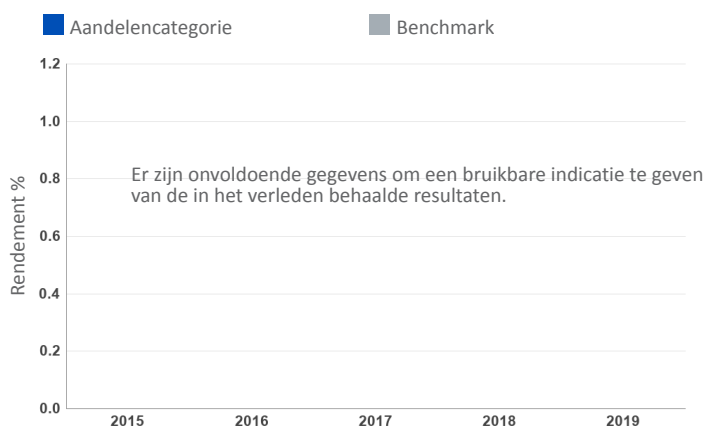 Aandelencategorie
Benchmark
Rendement %
1.2
1.0
0.8
0.6
0.4
0.2
0.0
Er zijn onvoldoende gegevens om een bruikbare indicatie te geven
van de in het verleden behaalde resultaten.
2015
2016
2017
2018
2019